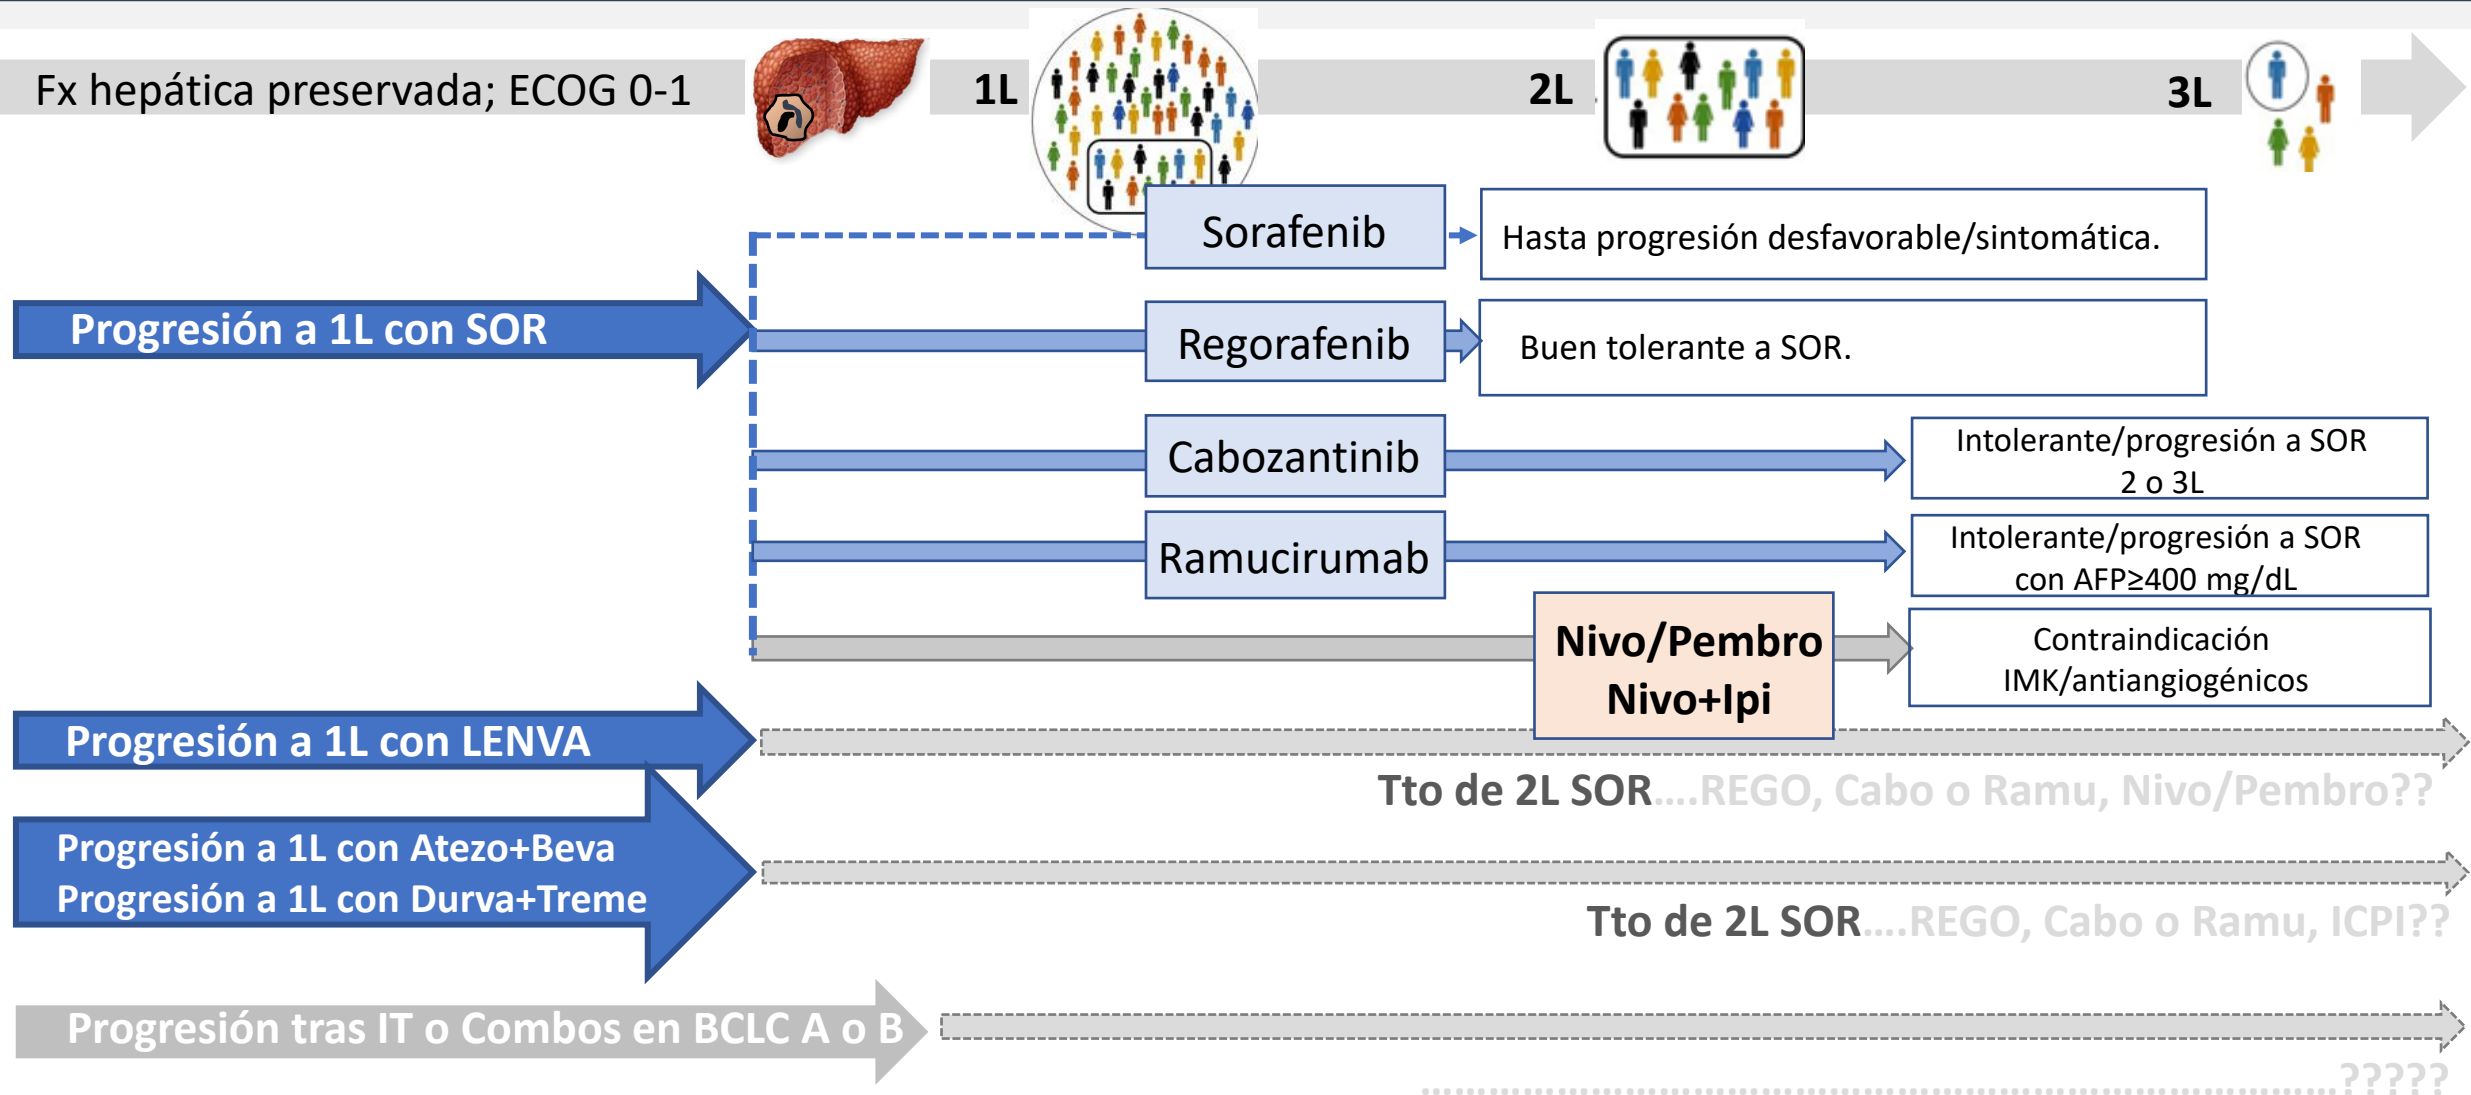 Fx hepática preservada; ECOG 0-1
1L
2L
3L
Sorafenib
Hasta progresión desfavorable/sintomática.
Progresión a 1L con SOR
Regorafenib
Buen tolerante a SOR.
Cabozantinib
Intolerante/progresión a SOR
2 o 3L
Ramucirumab
Intolerante/progresión a SOR
con AFP≥400 mg/dL
Nivo/Pembro
Nivo+Ipi
Contraindicación
IMK/antiangiogénicos
Progresión a 1L con LENVA
Tto de 2L SOR....REGO, Cabo o Ramu, Nivo/Pembro??
Progresión a 1L con Atezo+Beva
Progresión a 1L con Durva+Treme
Tto de 2L SOR....REGO, Cabo o Ramu, ICPI??
Progresión tras IT o Combos en BCLC A o B
........................................................................?????